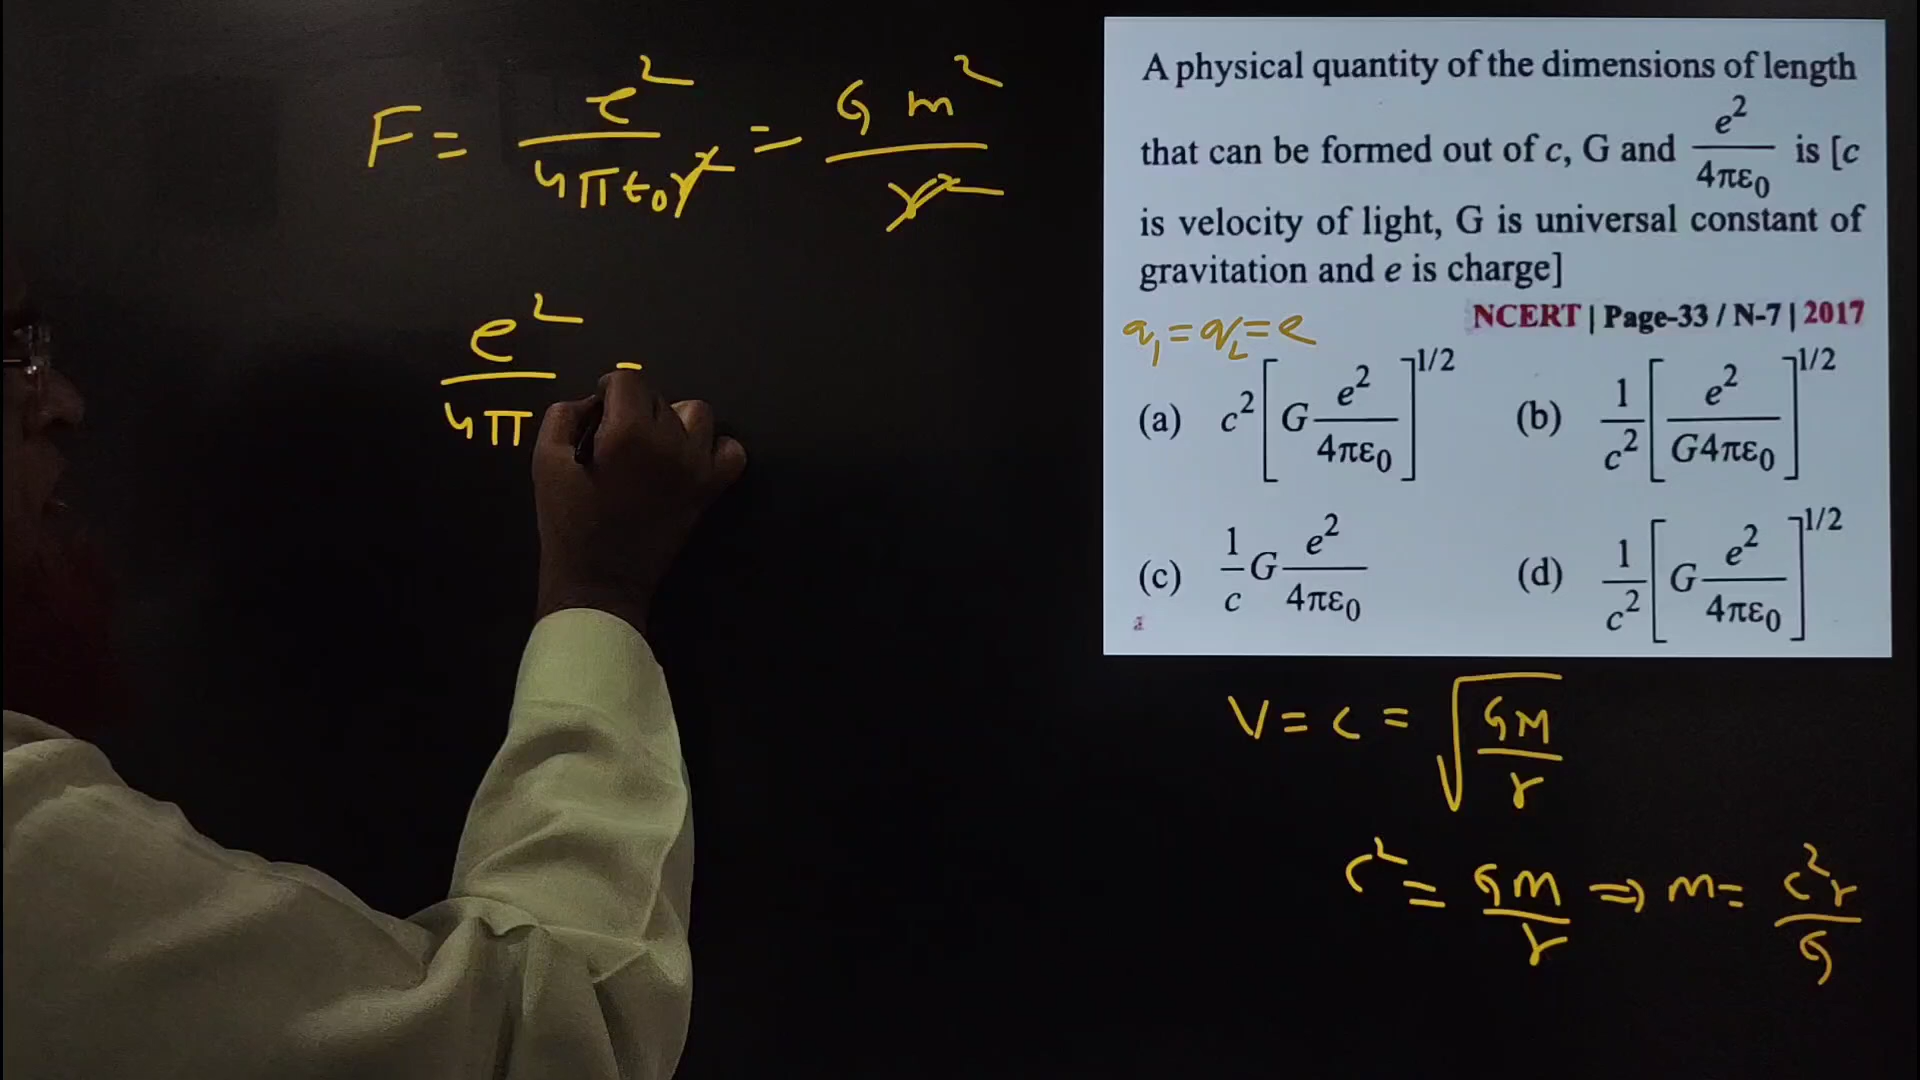 F = e²/4πε₀r² = Gm²/r²
e²/4π =
A physical quantity of the dimensions of length
that can be formed out of c, G and e²/4πε₀ is [c
is velocity of light, G is universal constant of
gravitation and e is charge]
NCERT | Page-33 / N-7 | 2017
q₁ = q₂ = e
(a) c² [G e²/4πε₀]^1/2
(b) 1/c² [e²/G4πε₀]^1/2
(c) 1/c G e²/4πε₀
(d) 1/c² [G e²/4πε₀]^1/2
V = c = √(GM/r)
c² = GM/r ⇒ m = c²r/G